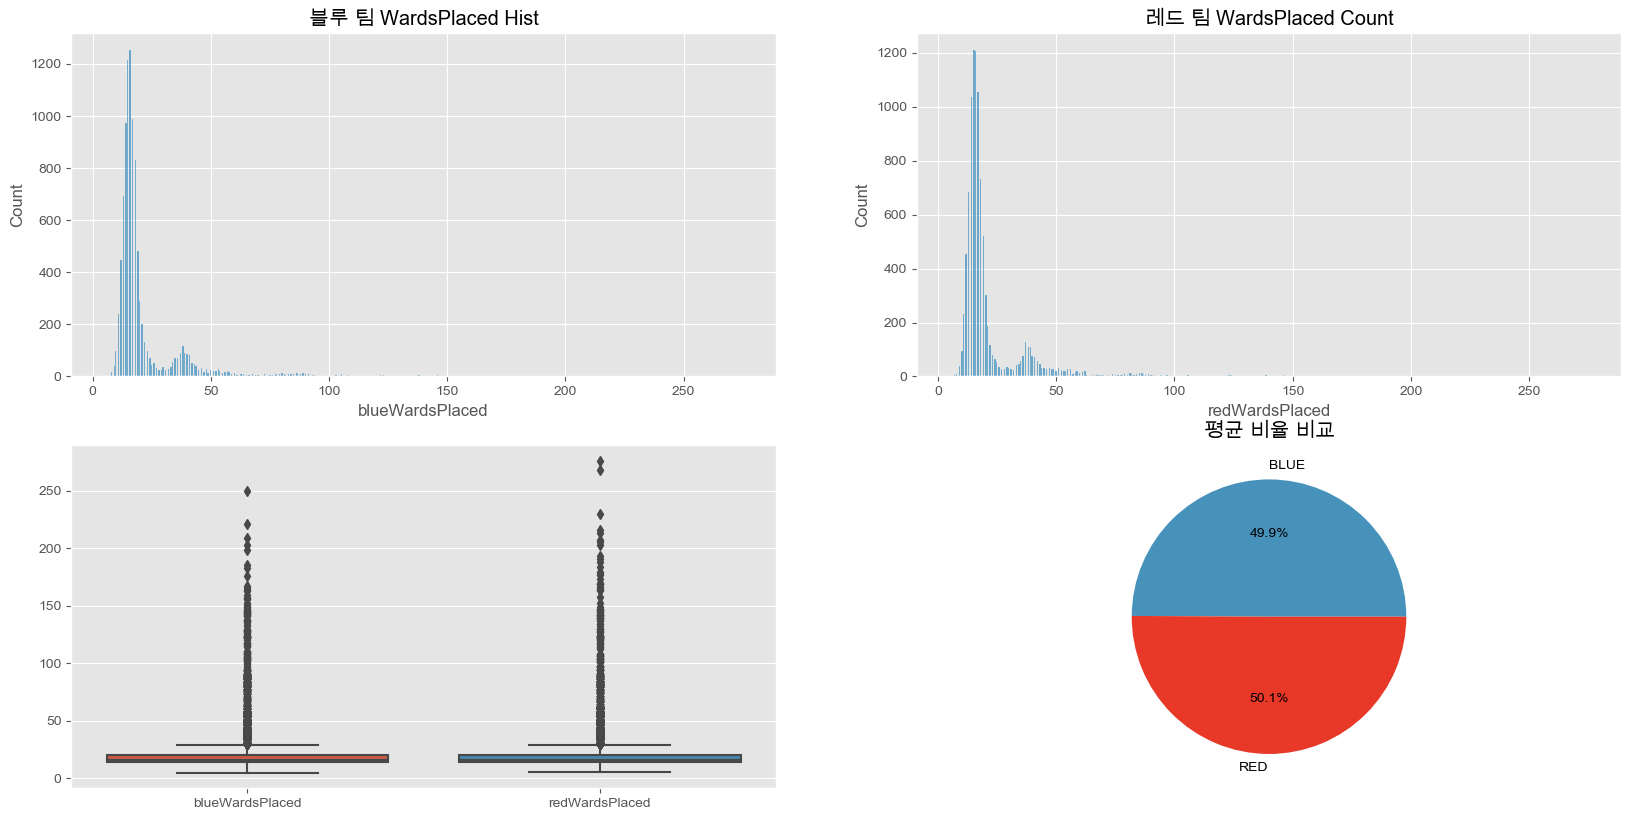 블루 팀 WardsPlaced Hist
Count
1200
1000
800
600
400
200
0
0 50 100 150 200 250
blueWardsPlaced
레드 팀 WardsPlaced Count
Count
1200
1000
800
600
400
200
0
0 50 100 150 200 250
redWardsPlaced
250
200
150
100
50
0
blueWardsPlaced redWardsPlaced
평균 비율 비교
BLUE
49.9%
50.1%
RED